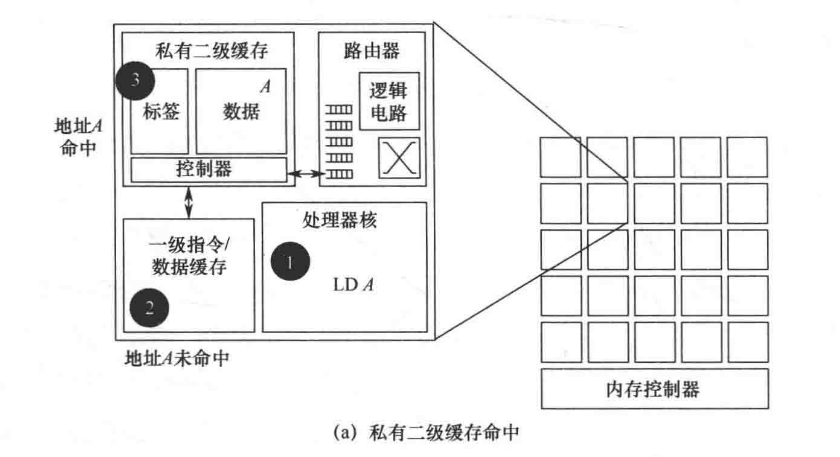 私有二级缓存
3
标签
A
数据
控制器
地址A
命中
路由器
逻辑
电路
一级指令/
数据缓存
2
地址A未命中
处理器核
1
LD A
内存控制器
(a) 私有二级缓存命中